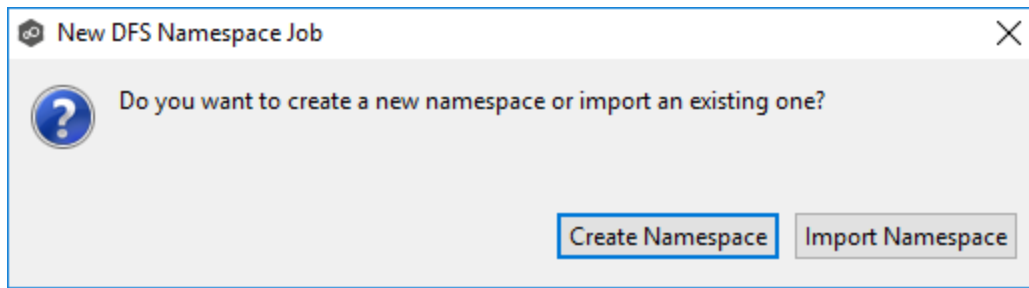 New DFS Namespace Job
Do you want to create a new namespace or import an existing one?
Create Namespace
Import Namespace